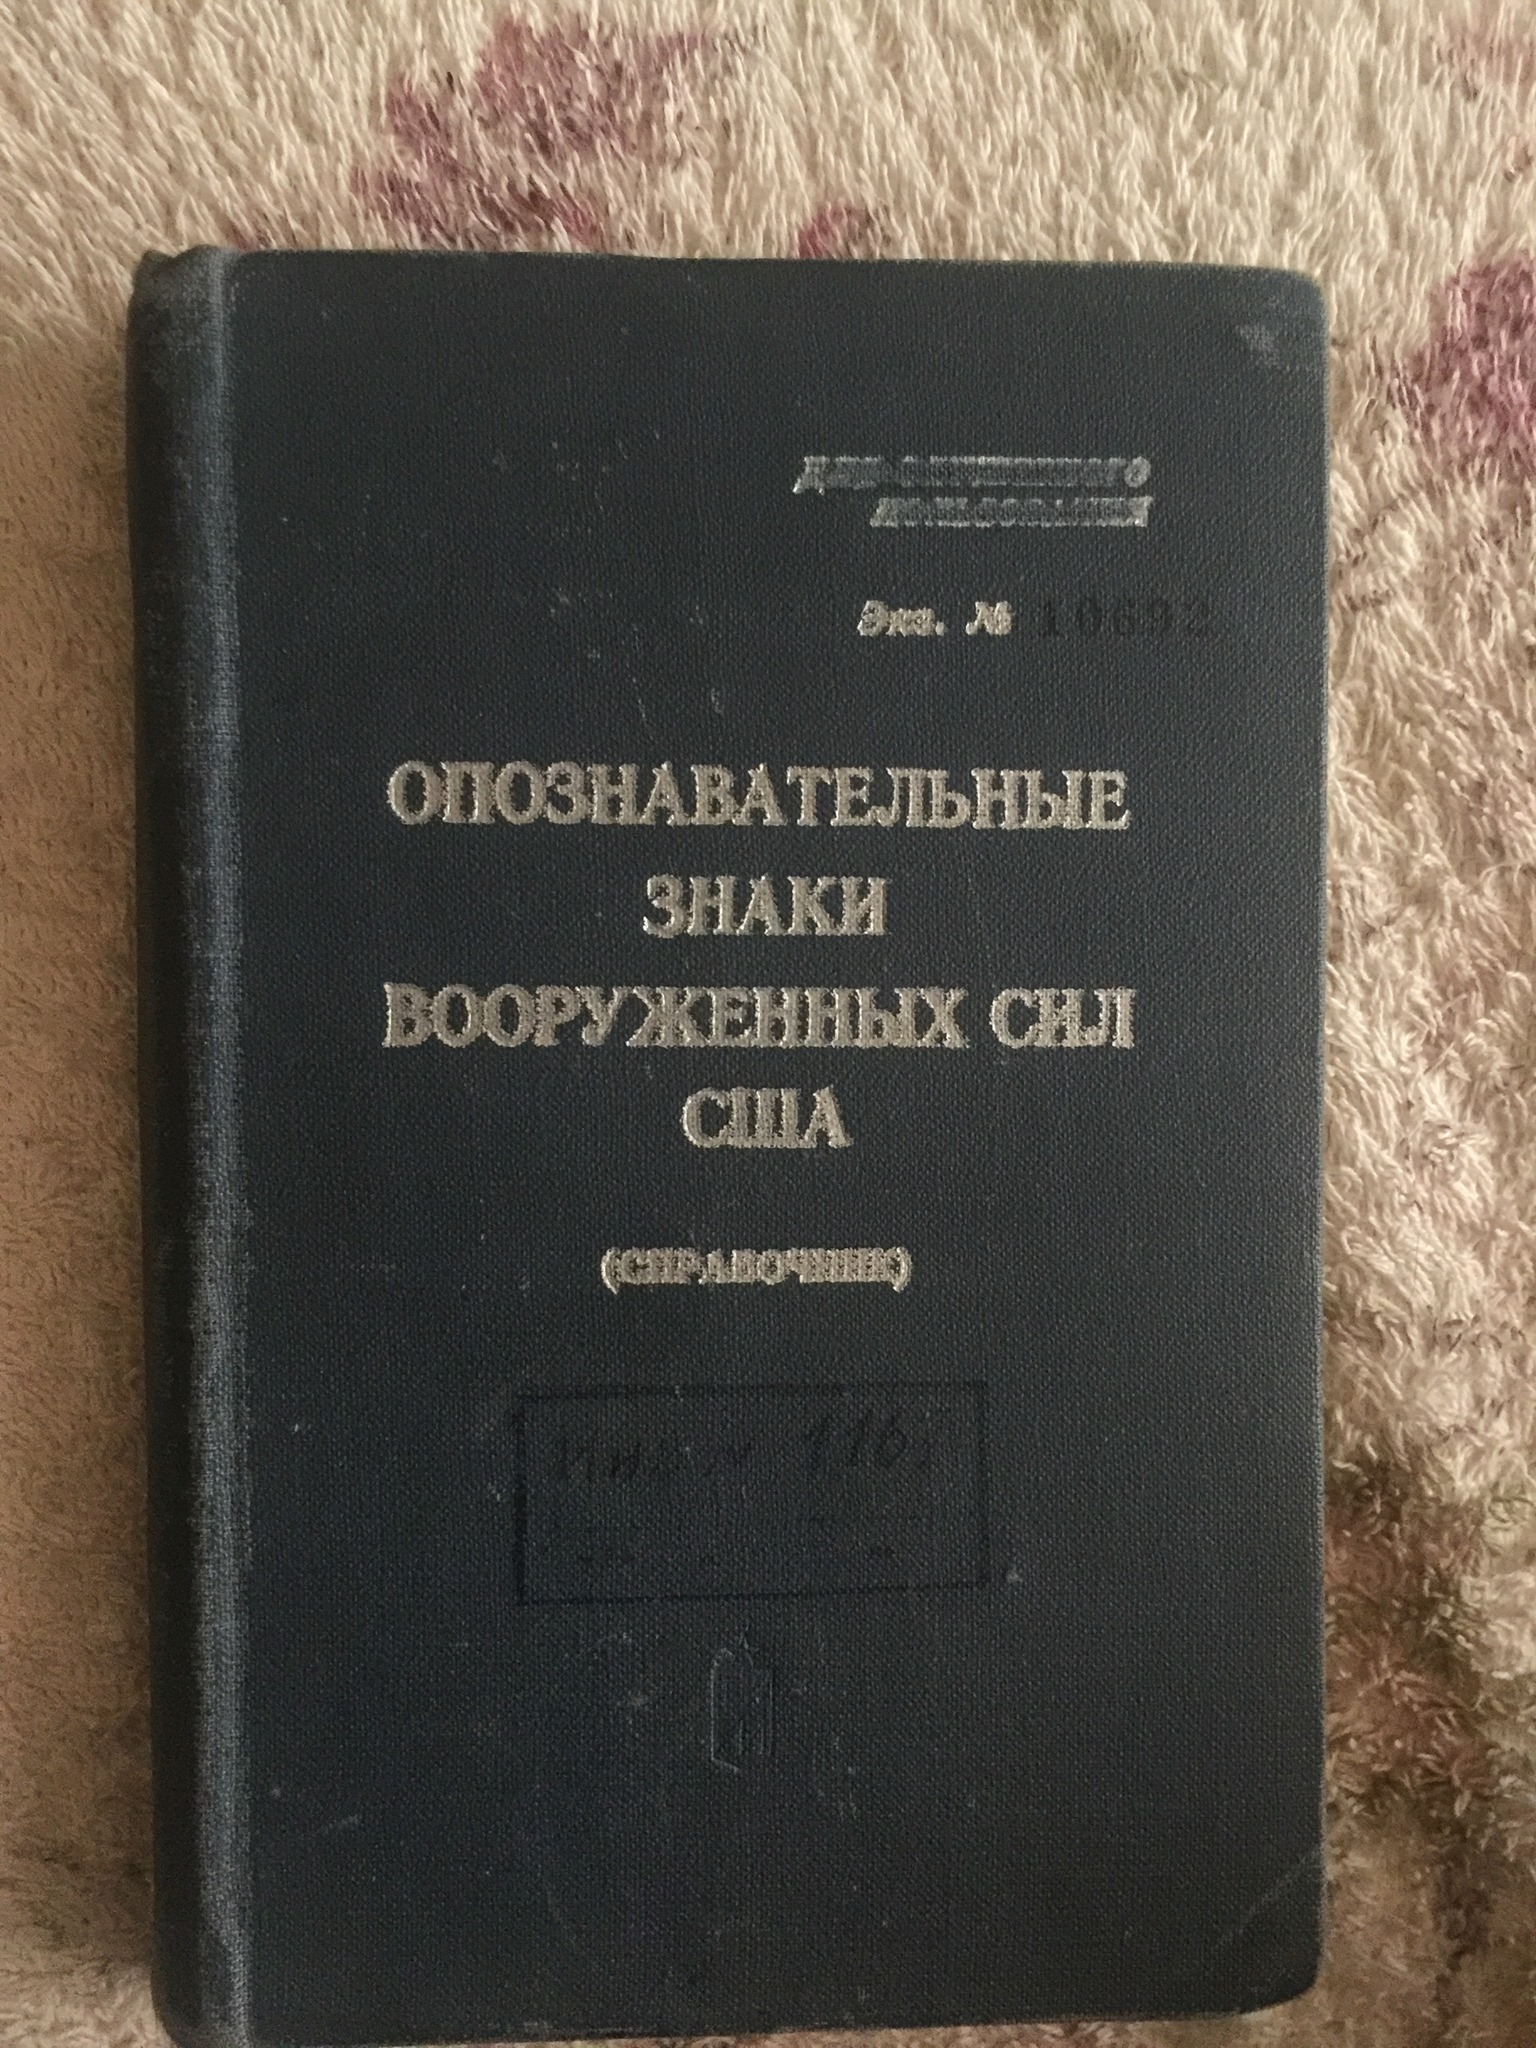 Для служебного
пользования
Экз. № 10692
ОПОЗНАВАТЕЛЬНЫЕ
ЗНАКИ
ВООРУЖЕННЫХ СИЛ
США
(СПРАВОЧНИК)